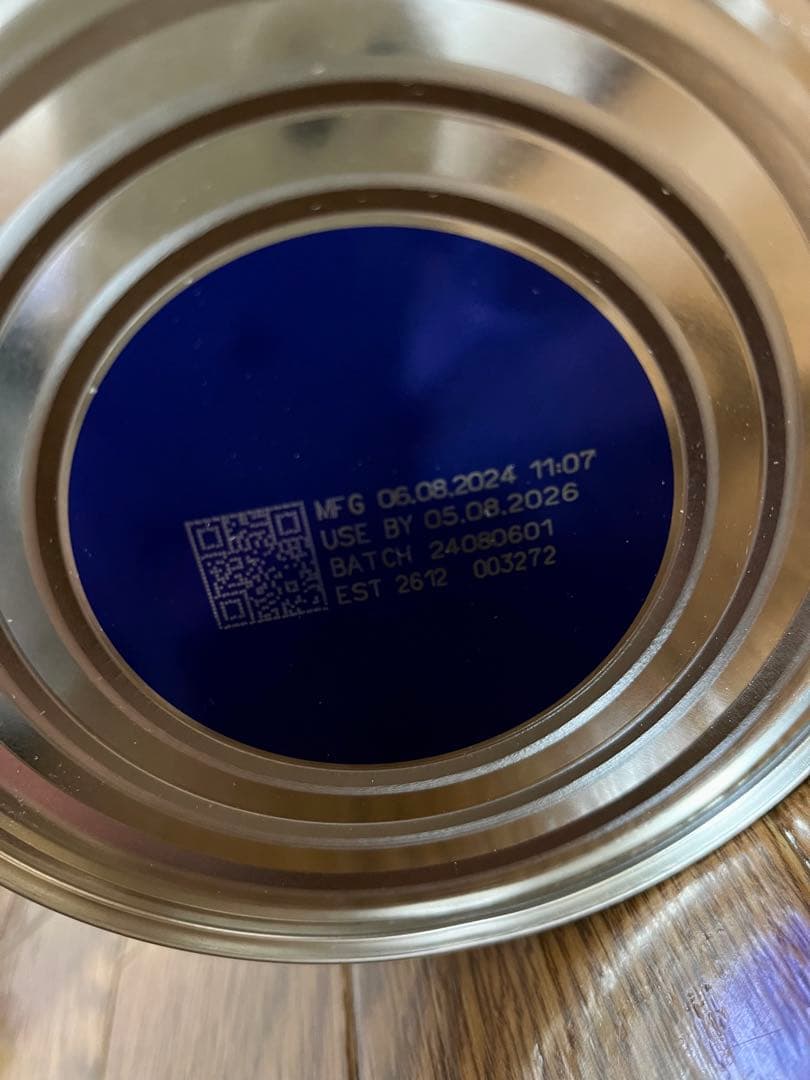 MFG 06.08.2024 11:07
USE BY 05.08.2026
BATCH 24080601
EST 2612 003272